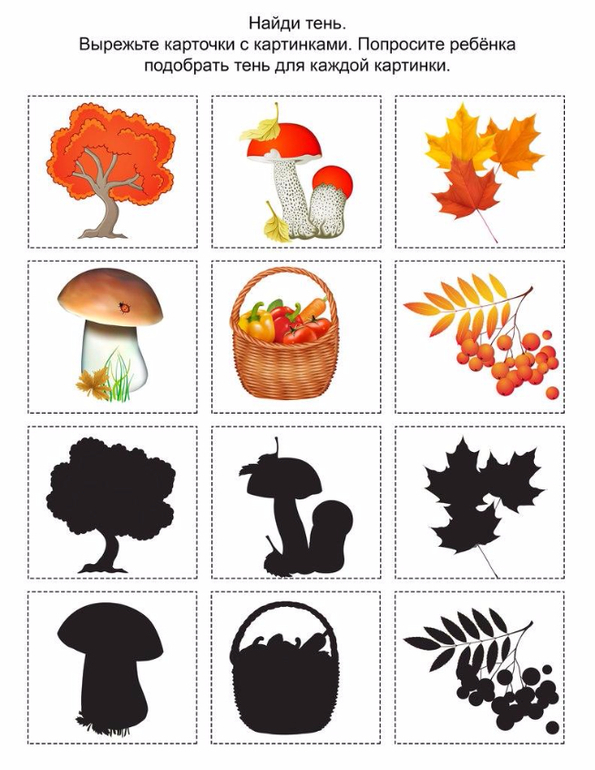 Найди тень.
Вырежьте карточки с картинками. Попросите ребёнка
подобрать тень для каждой картинки.